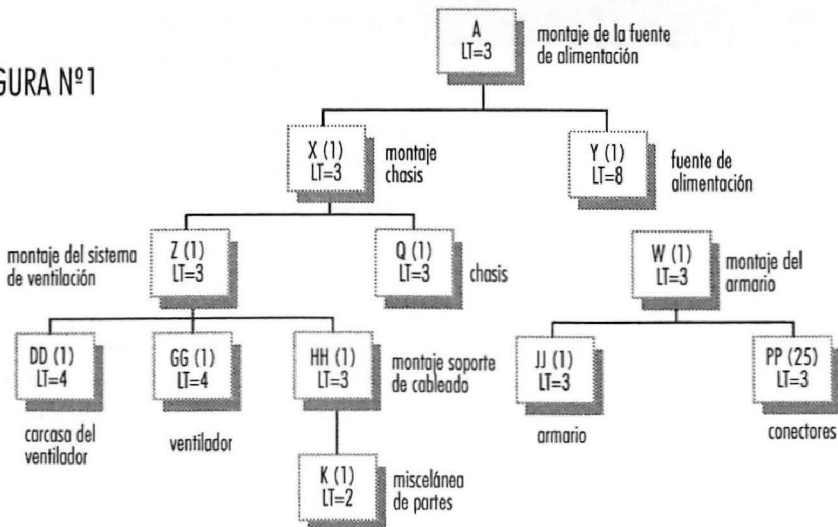 GURA Nº1
A
LT=3
montaje de la fuente
de alimentación
X (1)
LT=3
montaje
chasis
Y (1)
LT=8
fuente de
alimentación
montaje del sistema
de ventilación
Z (1)
LT=3
Q (1)
LT=3
chasis
W (1)
LT=3
montaje del
armario
DD (1)
LT=4
carcasa del
ventilador
GG (1)
LT=4
ventilador
HH (1)
LT=3
montaje soporte
de cableado
JJ (1)
LT=3
armario
PP (25)
LT=3
conectores
K (1)
LT=2
miscelánea
de partes